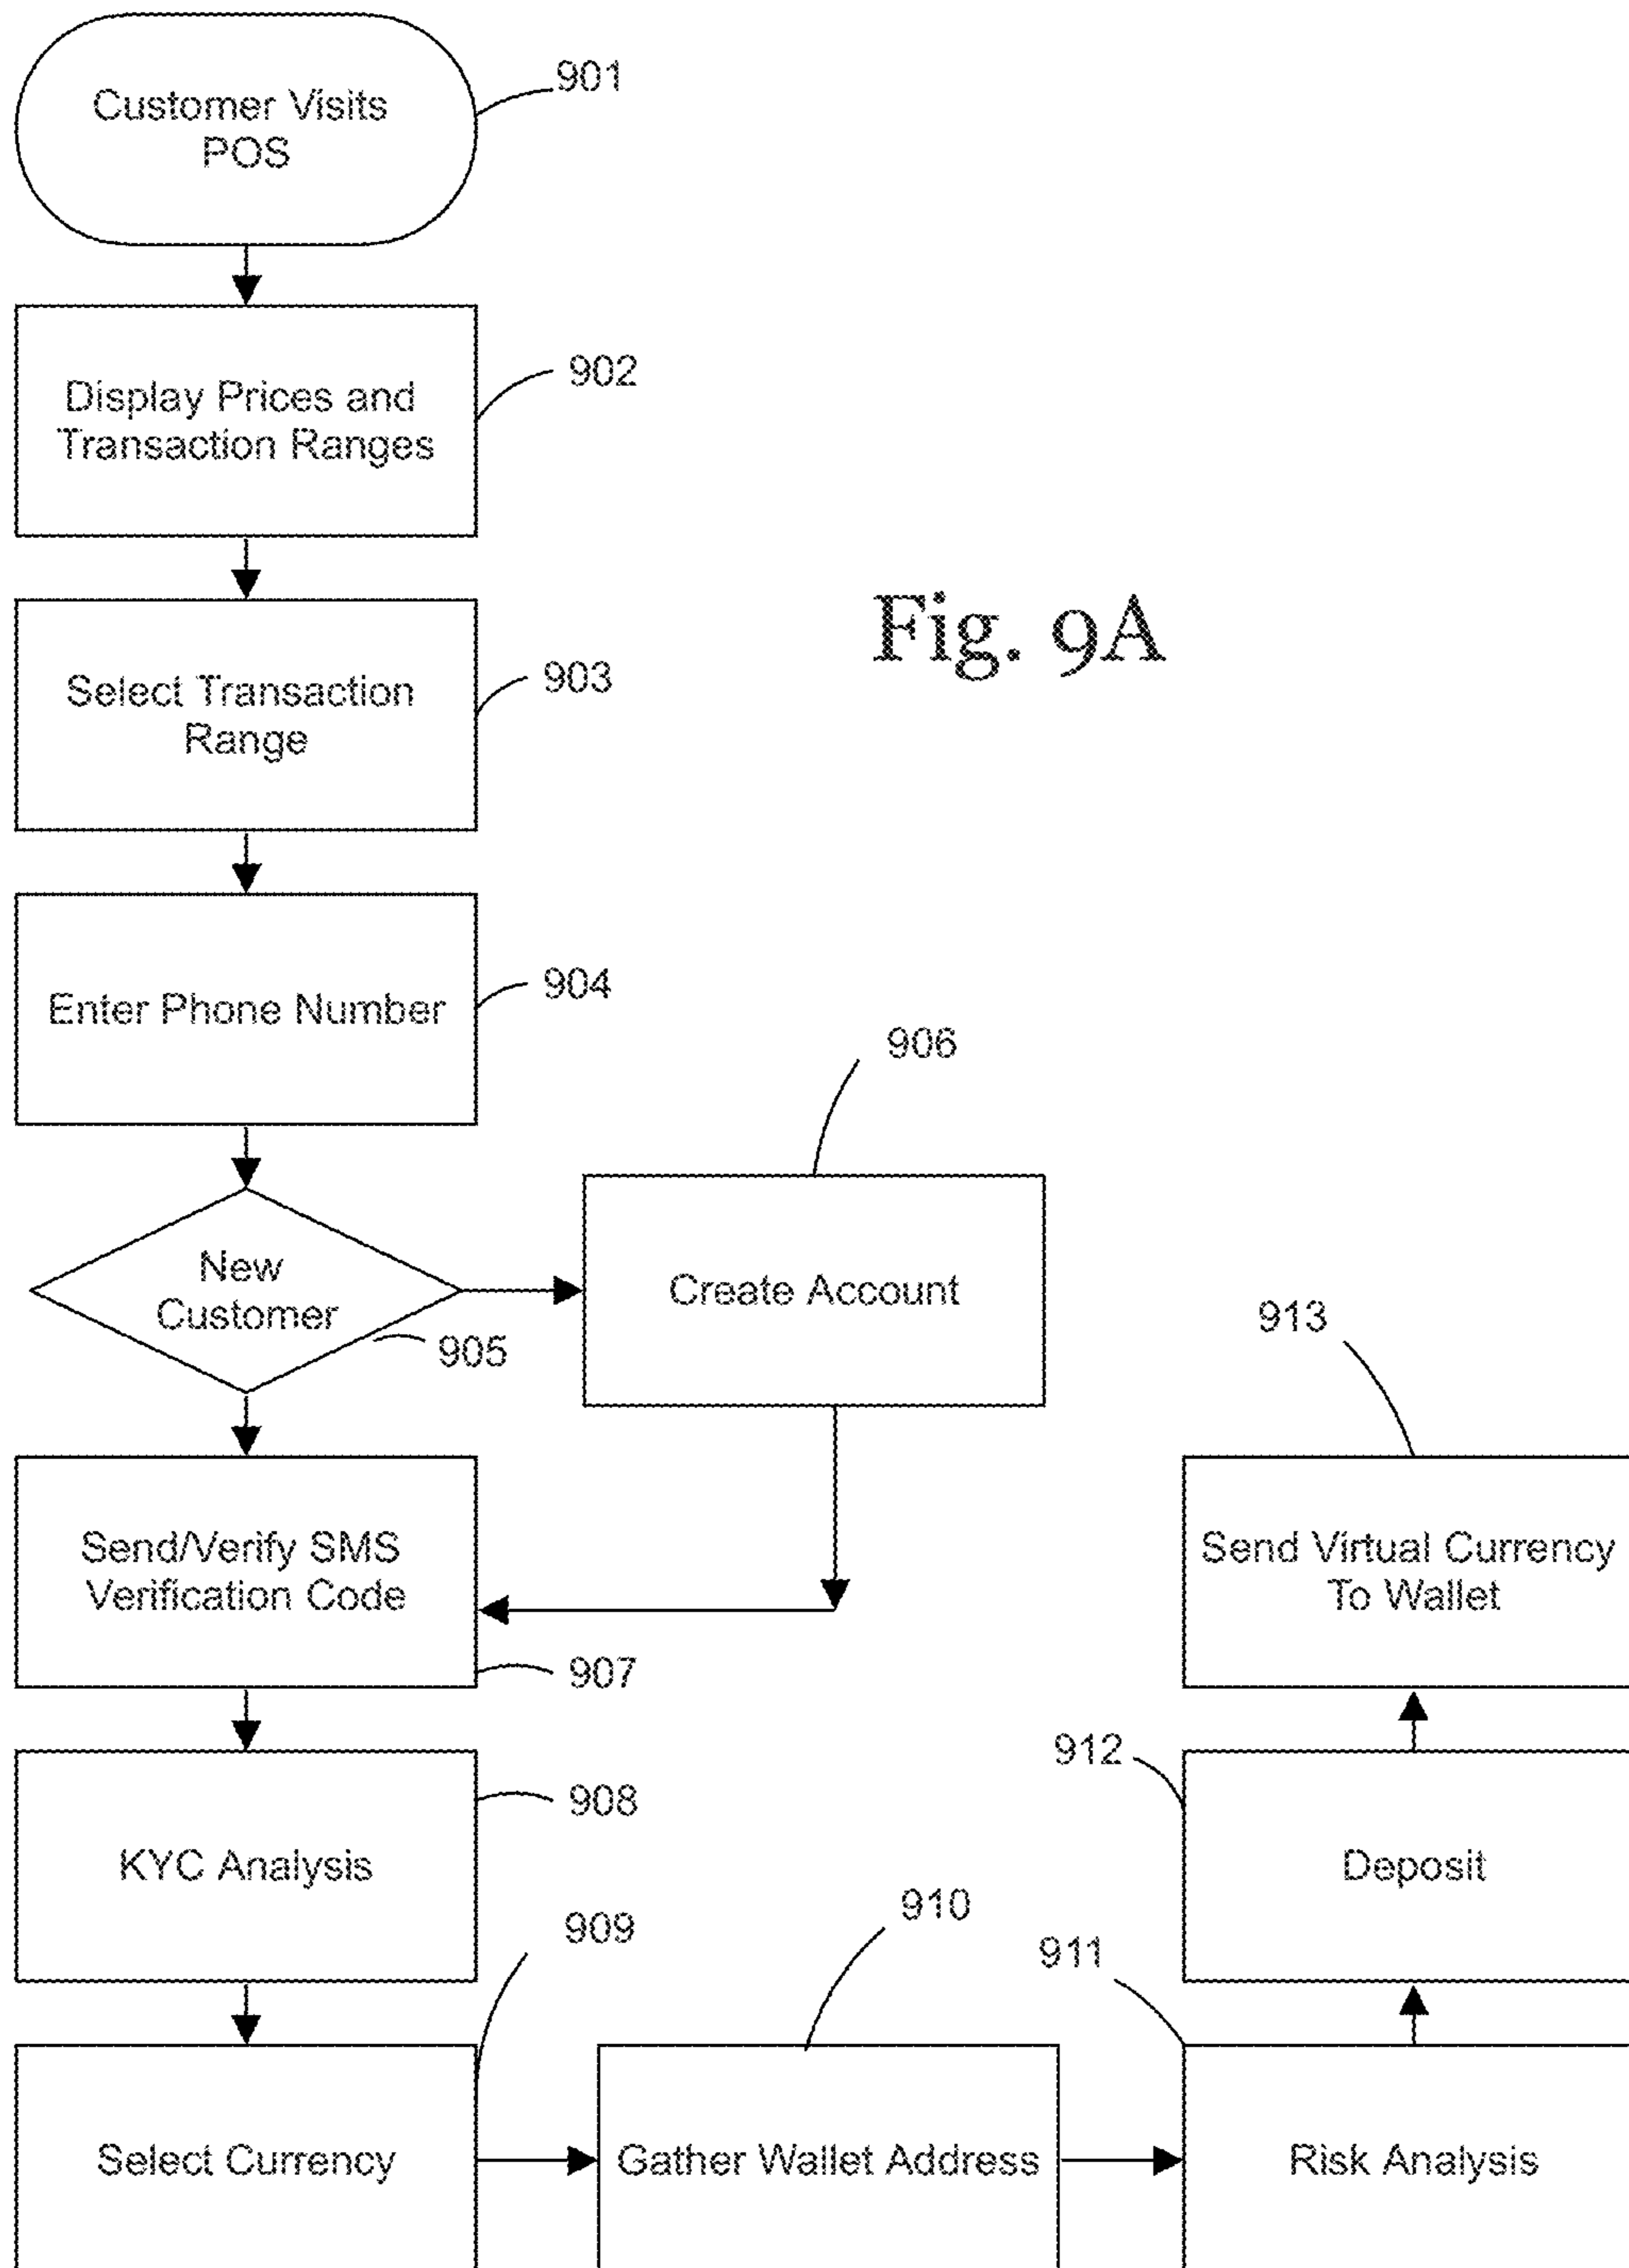 Customer Visits
POS
901
Display Prices and
Transaction Ranges
902
Select Transaction
Range
903
Fig. 9A
Enter Phone Number
904
906
New
Customer
905
Create Account
913
Send/Verify SMS
Verification Code
907
Send Virtual Currency
To Wallet
KYC Analysis
908
912
Deposit
909
910
911
Select Currency
Gather Wallet Address
Risk Analysis